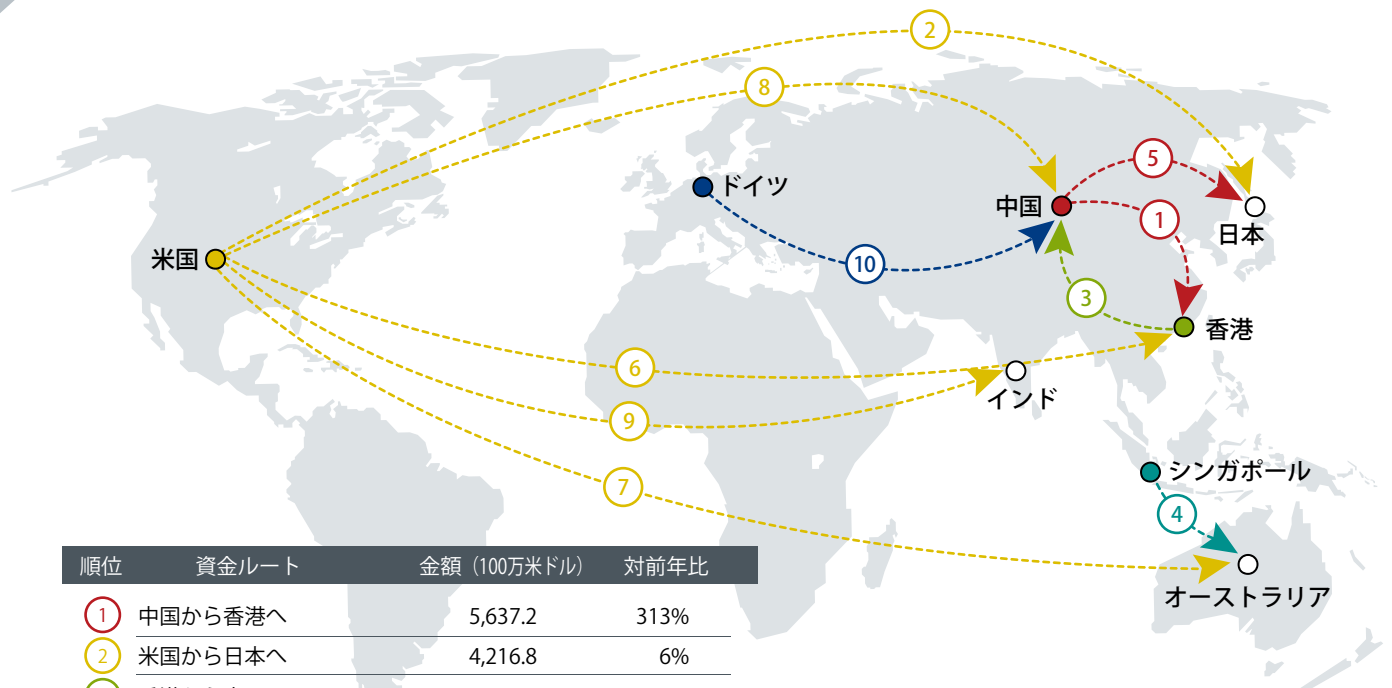 2
8
5
ドイツ
中国
1
日本
米国
10
3
香港
6
インド
9
シンガポール
7
4
オーストラリア
順位 資金ルート 金額（100万米ドル） 対前年比
1 中国から香港へ 5,637.2 313%
2 米国から日本へ 4,216.8 6%